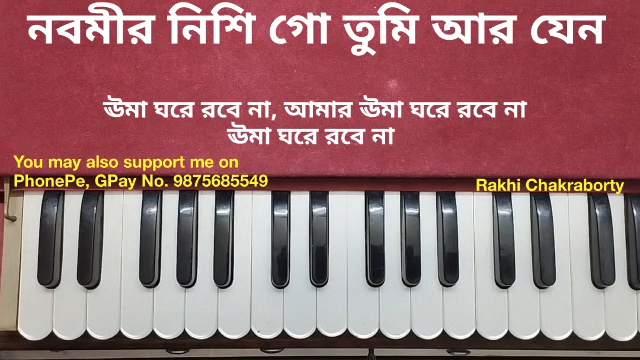 নবমীর নিশি গো তুমি আর যেন
ঊমা ঘরে রবে না, আমার ঊমা ঘরে রবে না
ঊমা ঘরে রবে না
You may also support me on
PhonePe, GPay No. 9875685549
Rakhi Chakraborty